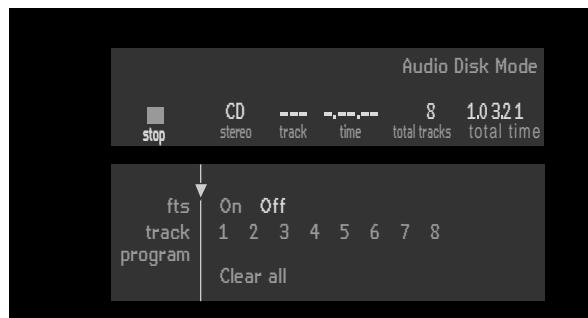 Audio Disk Mode
CD --- -.--.-- 8 1.03.21
stop stereo track time total tracks total time
fts On Off
track 1 2 3 4 5 6 7 8
program
Clear all